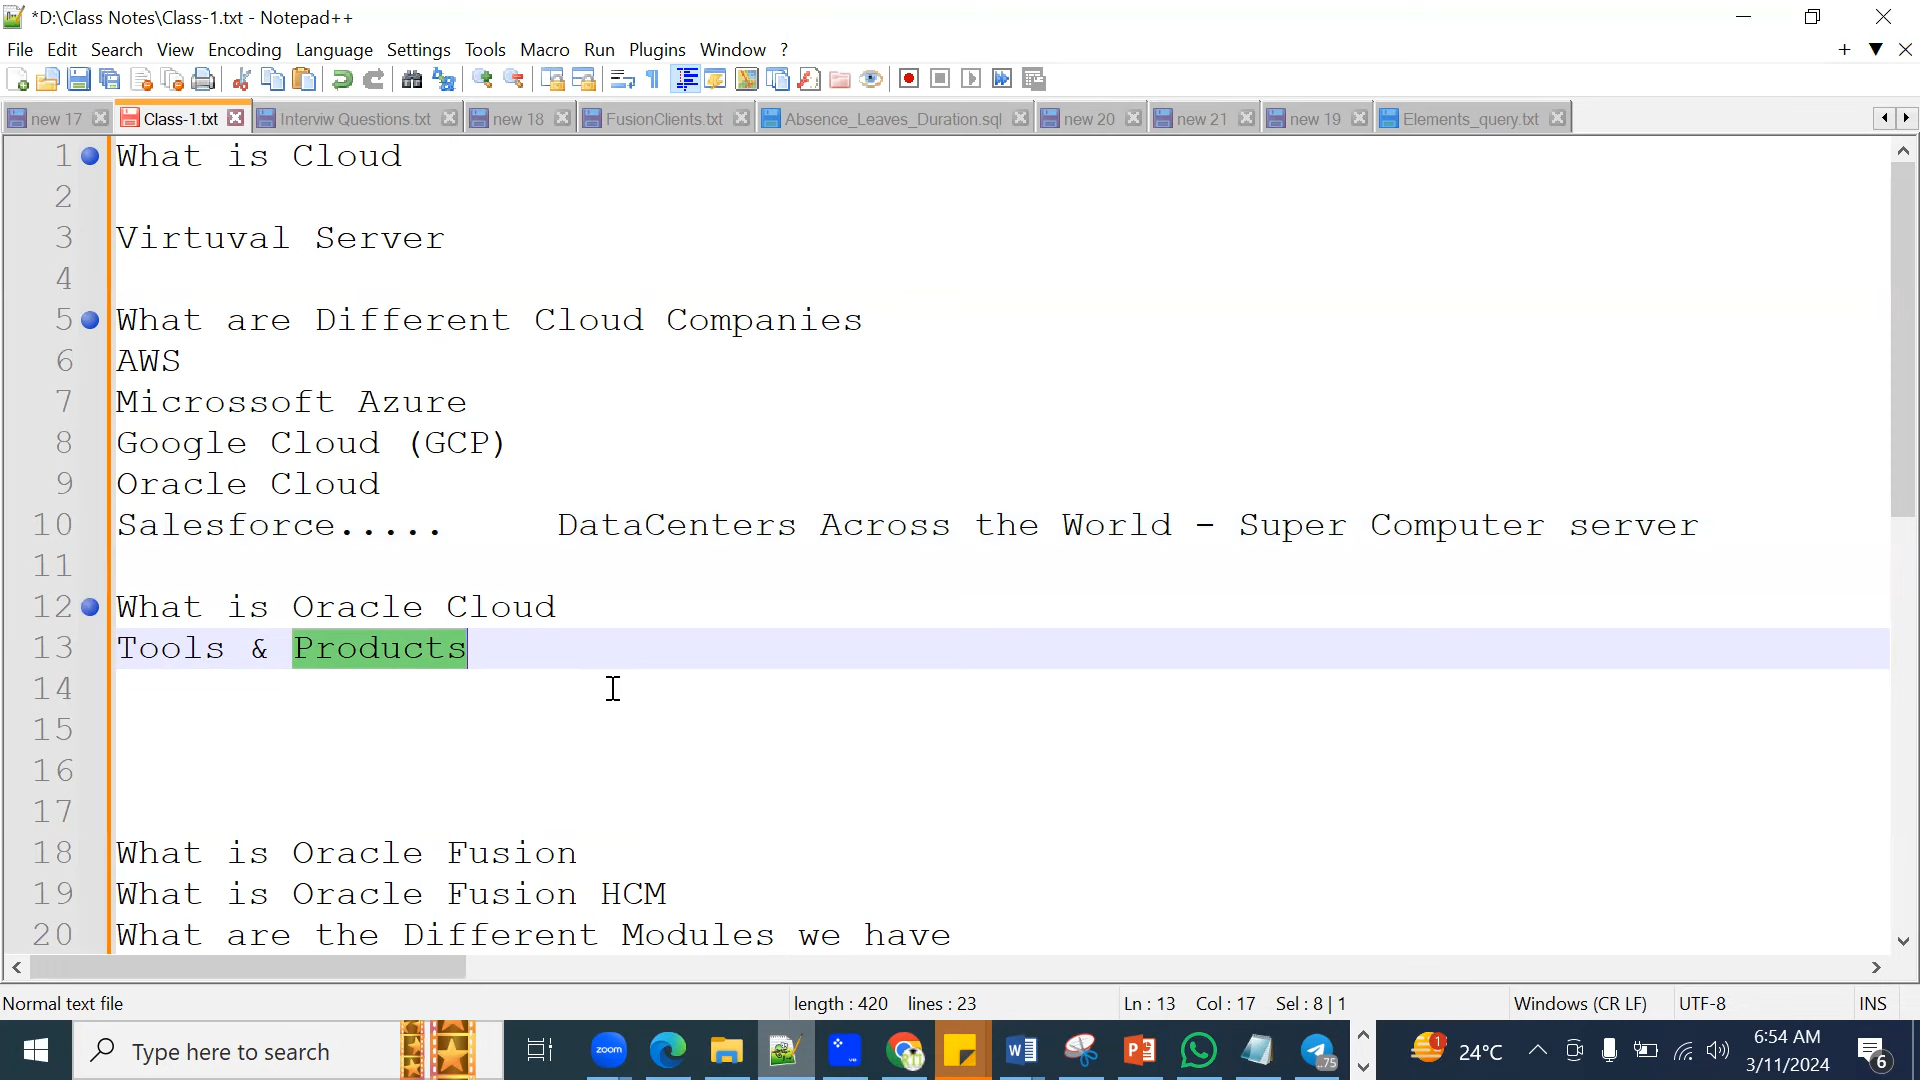 *D:\Class Notes\Class-1.txt - Notepad++
File Edit Search View Encoding Language Settings Tools Macro Run Plugins Window ?
new 17 Class-1.txt Interviw Questions.txt new 18 FusionClients.txt Absence_Leaves_Duration.sql new 20 new 21 new 19 Elements_query.txt
1 What is Cloud
2
3 Virtuval Server
4
5 What are Different Cloud Companies
6 AWS
7 Microssoft Azure
8 Google Cloud (GCP)
9 Oracle Cloud
10 Salesforce..... DataCenters Across the World - Super Computer server
11
12 What is Oracle Cloud
13 Tools & Products
14
15
16
17
18 What is Oracle Fusion
19 What is Oracle Fusion HCM
20 What are the Different Modules we have
Normal text file length : 420 lines : 23 Ln : 13 Col : 17 Sel : 8 | 1 Windows (CR LF) UTF-8 INS
Type here to search zoom 75 1 24°C 6:54 AM
3/11/2024 6